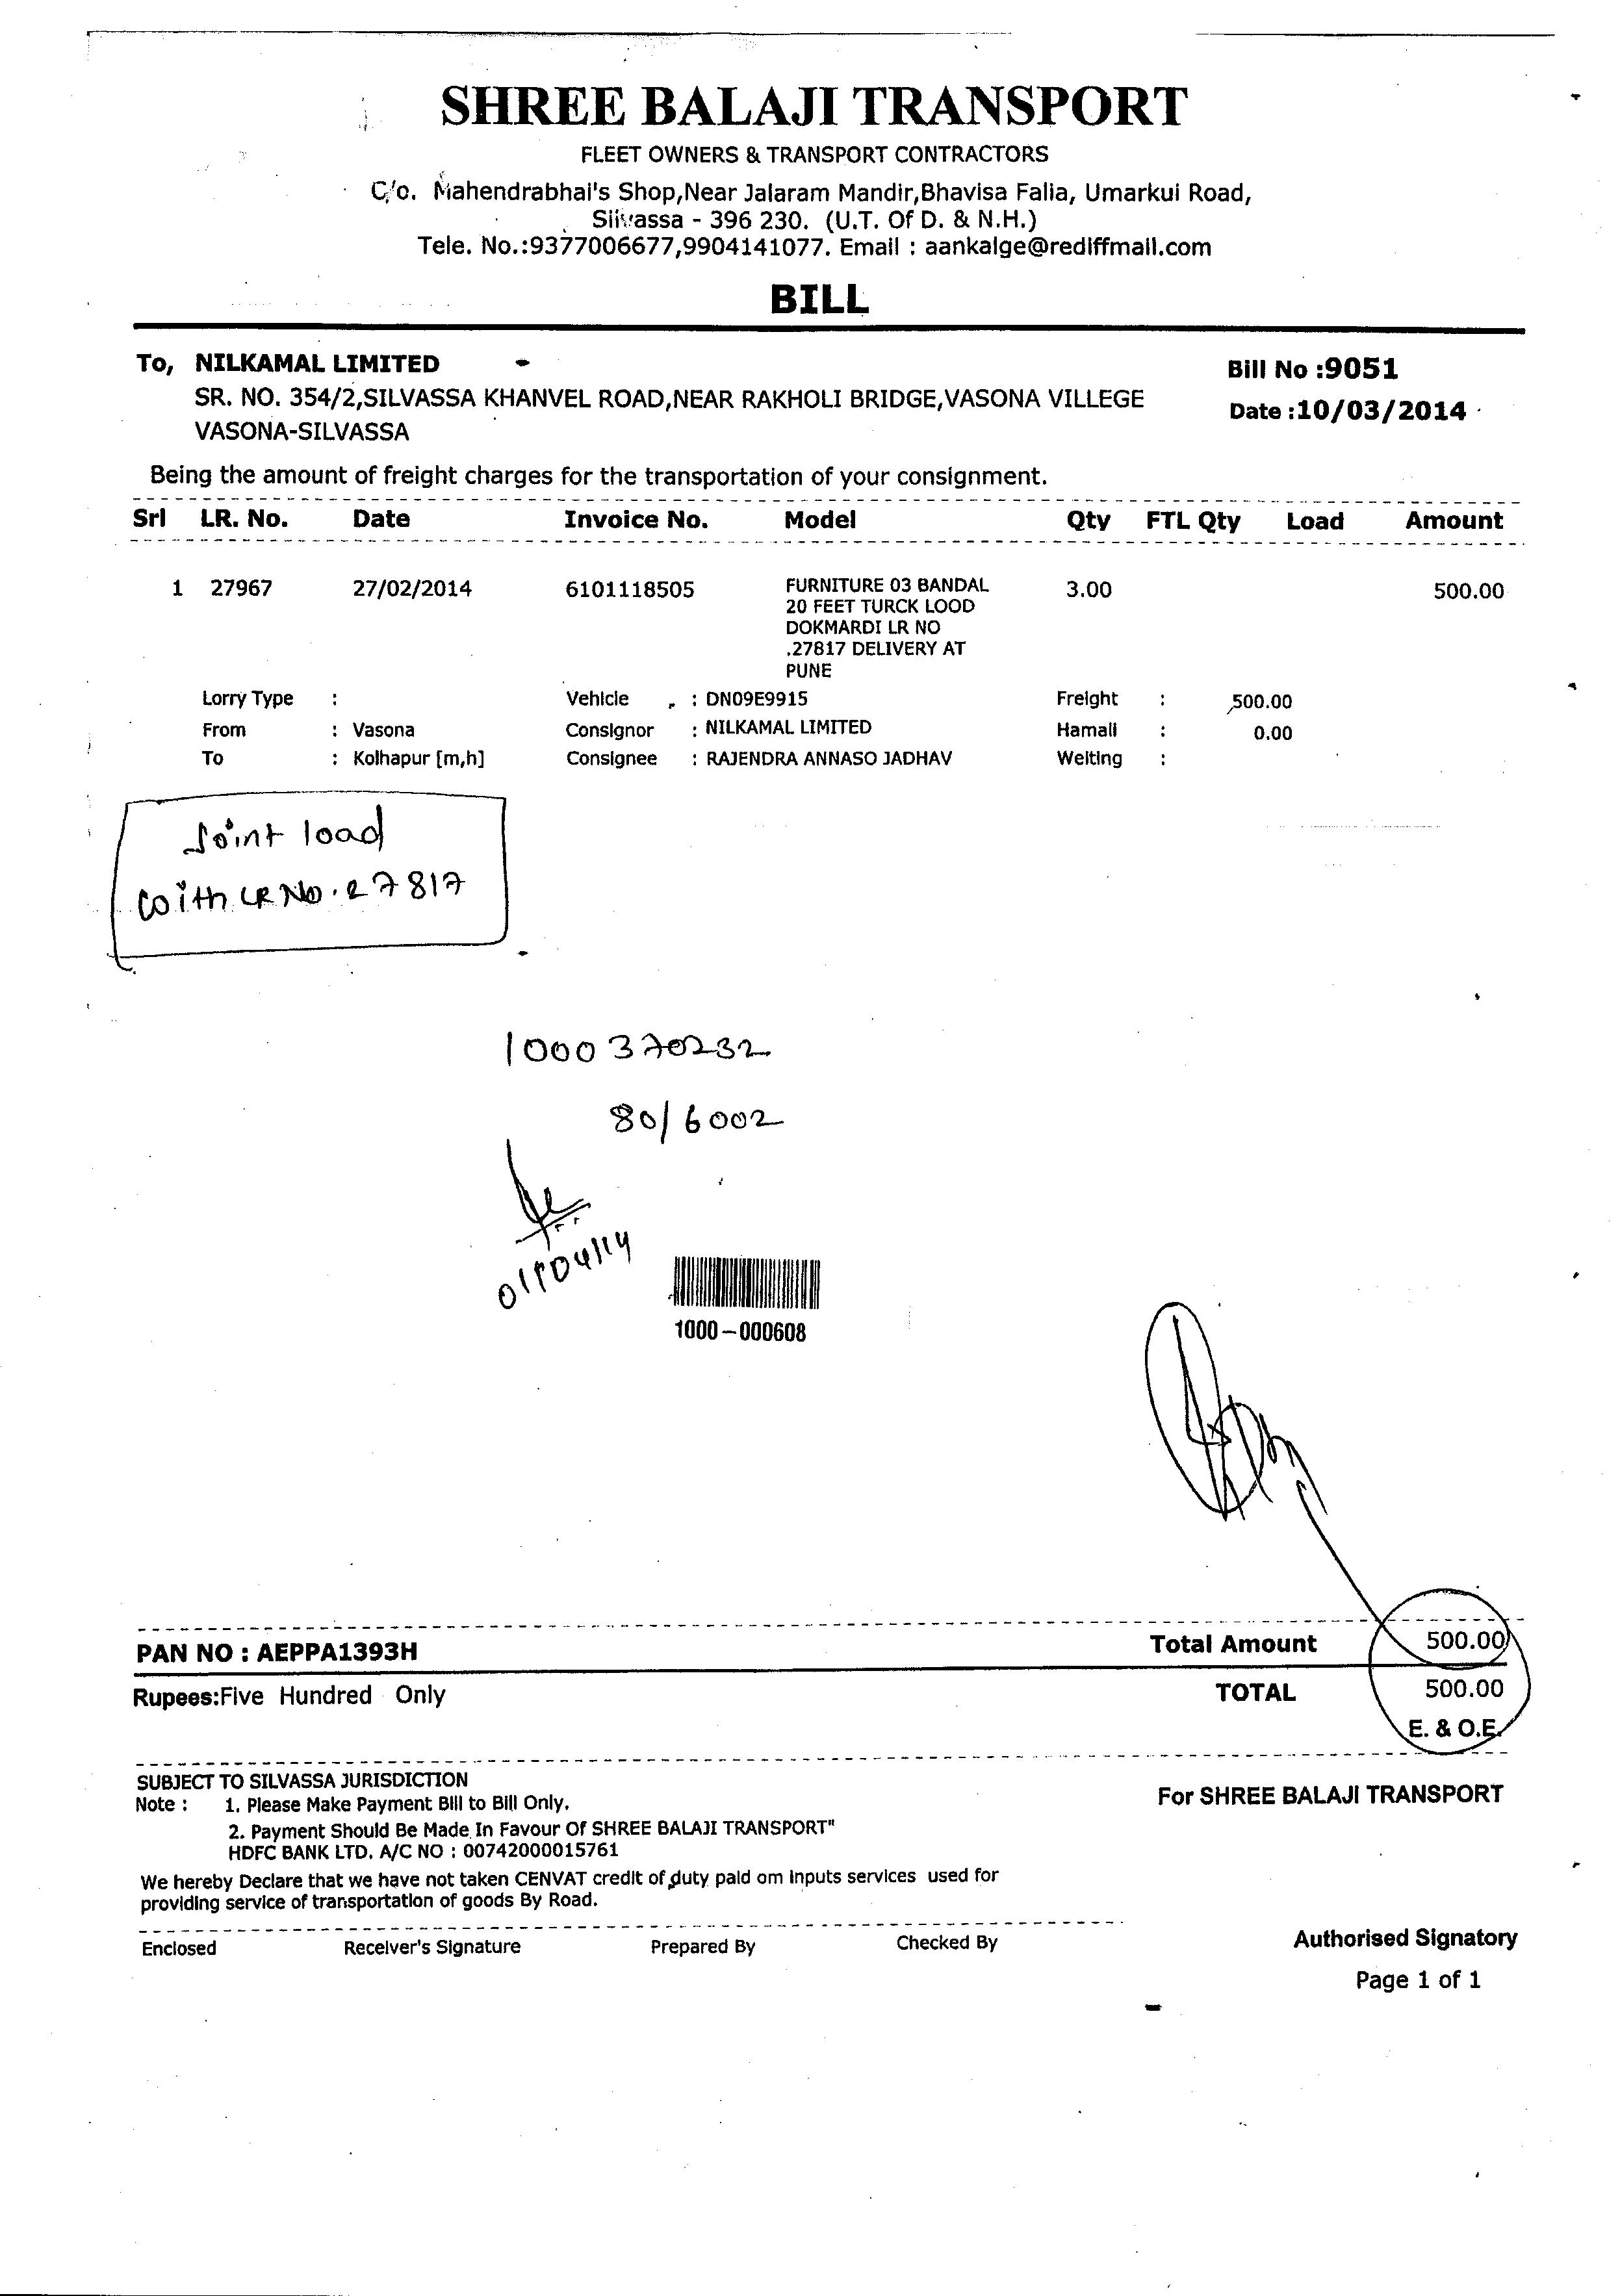 SHREE BALAJI TRANSPORT
FLEET OWNERS & TRANSPORT CONTRACTORS
C/o. Mahendrabhai's Shop,Near Jalaram Mandir,Bhavisa Falia, Umarkui Road,
Silvassa - 396 230. (U.T. Of D. & N.H.)
Tele. No.:9377006677,9904141077. Email : aankalge@rediffmail.com
BILL
To, NILKAMAL LIMITED
Bill No :9051
SR. NO. 354/2,SILVASSA KHANVEL ROAD,NEAR RAKHOLI BRIDGE,VASONA VILLEGE
Date :10/03/2014
VASONA-SILVASSA
Being the amount of freight charges for the transportation of your consignment.
Srl LR. No. Date Invoice No. Model Qty FTL Qty Load Amount
1 27967 27/02/2014 6101118505 FURNITURE 03 BANDAL 3.00 500.00
20 FEET TURCK LOOD
DOKMARDI LR NO
.27817 DELIVERY AT
PUNE
Lorry Type : Vehicle : DN09E9915 Freight : 500.00
From : Vasona Consignor : NILKAMAL LIMITED Hamali : 0.00
To : Kolhapur [m,h] Consignee : RAJENDRA ANNASO JADHAV Weiting :
Joint load
with LR No. 27817
1000370232
80/6002
01/04/14
1000-000608
PAN NO : AEPPA1393H Total Amount 500.00
Rupees:Five Hundred Only TOTAL 500.00
E. & O.E.
SUBJECT TO SILVASSA JURISDICTION
Note : 1. Please Make Payment Bill to Bill Only.
For SHREE BALAJI TRANSPORT
2. Payment Should Be Made In Favour Of SHREE BALAJI TRANSPORT"
HDFC BANK LTD. A/C NO : 00742000015761
We hereby Declare that we have not taken CENVAT credit of duty paid om inputs services used for
providing service of transportation of goods By Road.
Enclosed Receiver's Signature Prepared By Checked By Authorised Signatory
Page 1 of 1